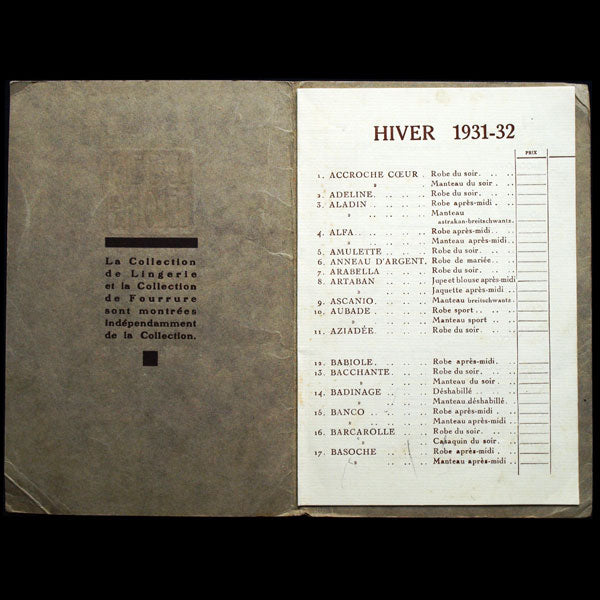 La Collection
de Lingerie
et la Collection
de Fourrure
sont montrées
indépendamment
de la Collection.
HIVER 1931-32
PRIX
1. ACCROCHE CŒUR . Robe du soir. . . . .
» Manteau du soir . . .
2. ADELINE. . . . . . . Robe du soir. . . . .
3. ALADIN . . . . . . . Robe après-midi . . .
» . . . . . . Manteau
astrakan-breitschwantz.
4. ALFA. . . . . . . . . Robe après-midi. . . .
» . . . . . . Manteau après-midi . .
5. AMULETTE . . . . . Robe du soir. . . . .
6. ANNEAU D'ARGENT. Robe de mariée. . . .
7. ARABELLA . . . . . Robe du soir. . . . .
8. ARTABAN . . . . . Jupe et blouse après-midi
» . . . . . Jaquette après-midi . . .
9. ASCANIO. . . . . . . Manteau breitschwantz.
10. AUBADE . . . . . . Robe sport . . . . .
» . . . . . . Manteau sport . . . .
11. AZIADÉE. . . . . . . Robe du soir . . . . .
12. BABIOLE. . . . . . . Robe après-midi. . . .
13. BACCHANTE . . . . Robe du soir. . . . .
» . . . . Manteau du soir . . .
14. BADINAGE . . . . . Déshabillé . . . . .
» . . . . . Manteau déshabillé. . .
15. BANCO . . . . . . . Robe après-midi . . .
» . . . . . . Manteau après-midi . .
16. BARCAROLLE . . . Robe du soir. . . . .
» . . . . Casaquin du soir . . .
17. BASOCHE . . . . . Robe après-midi . . .
» . . . . . Manteau après-midi . .